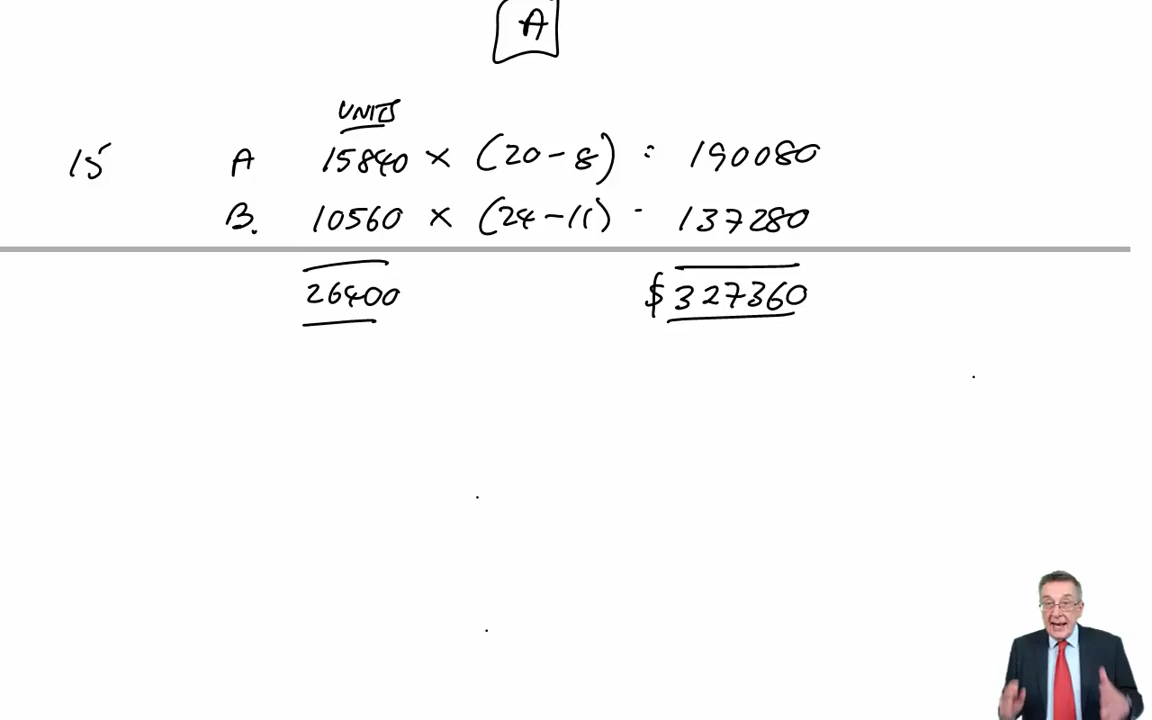 A
UNITS
15 A 15840 × (20-8) = 190080
B. 10560 × (24-11) - 137280
26400 $327360